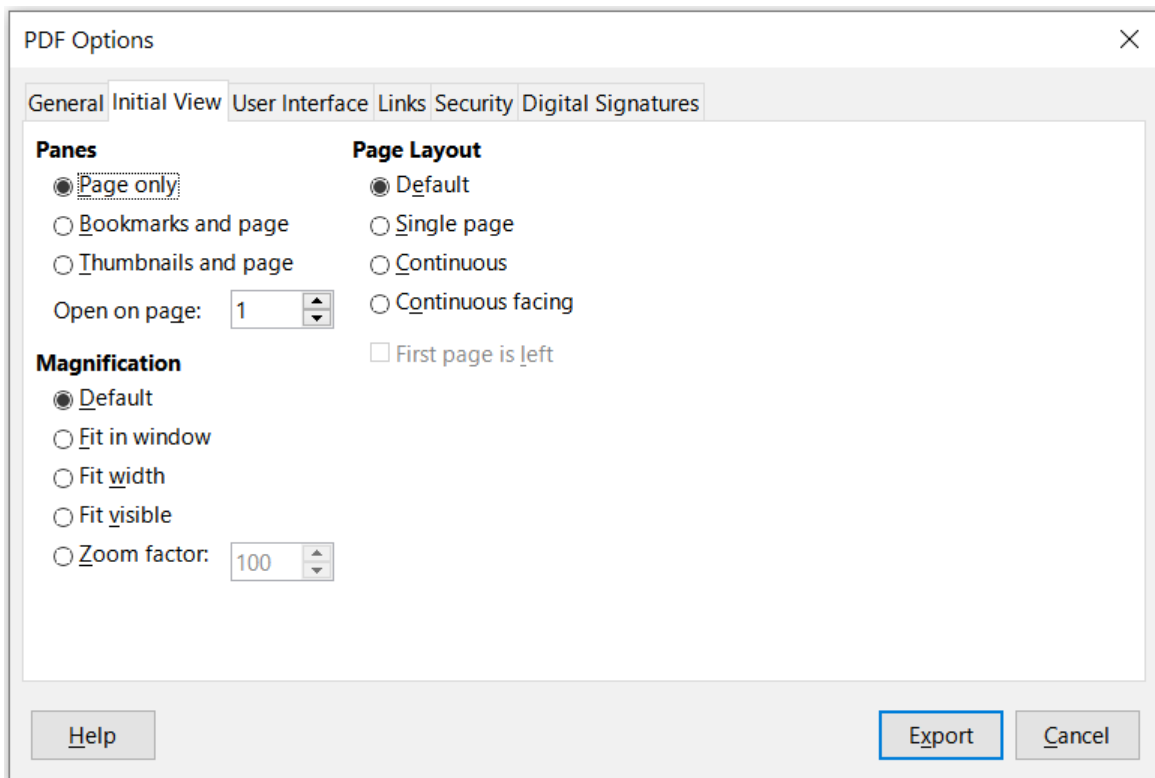 PDF Options
General Initial View User Interface Links Security Digital Signatures
Panes
Page only
Bookmarks and page
Thumbnails and page
Open on page: 1
Magnification
Default
Fit in window
Fit width
Fit visible
Zoom factor: 100
Page Layout
Default
Single page
Continuous
Continuous facing
First page is left
Help Export Cancel